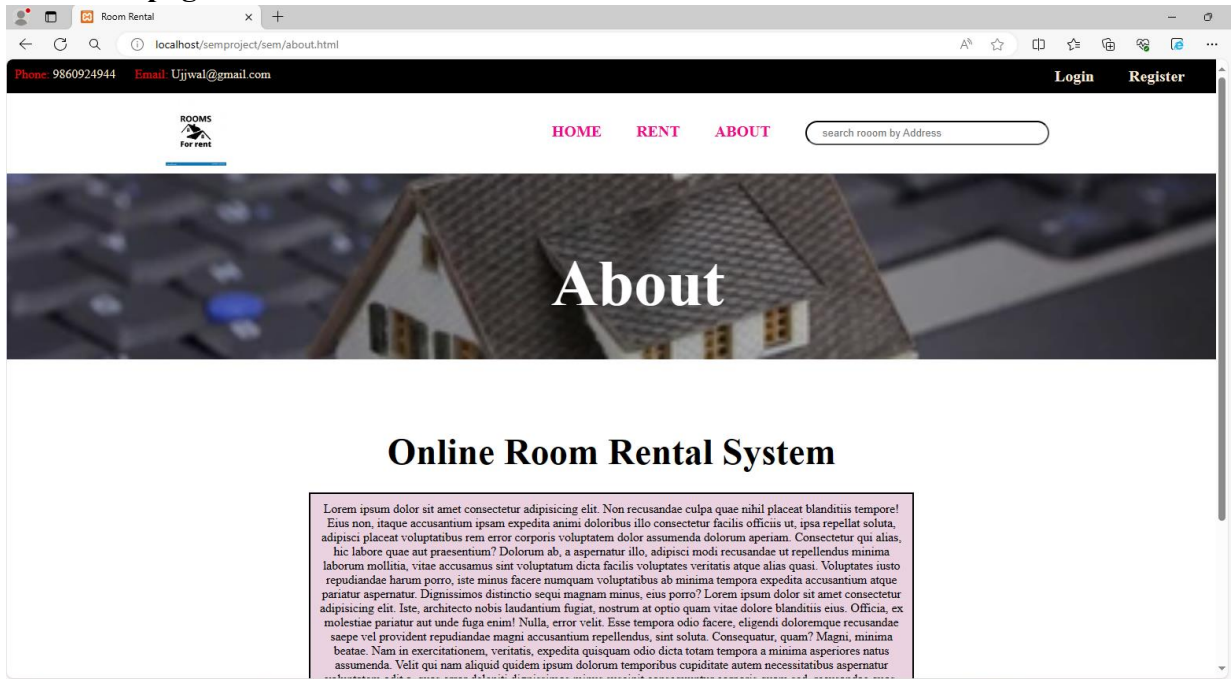 Room Rental
localhost/semproject/sem/about.html
Phone: 9860924944 Email: Ujjwal@gmail.com Login Register
ROOMS
For rent
HOME RENT ABOUT search rooom by Address
About
Online Room Rental System
Lorem ipsum dolor sit amet consectetur adipisicing elit. Non recusandae culpa quae nihil placeat blanditiis tempore!
Eius non, itaque accusantium ipsam expedita animi doloribus illo consectetur facilis officiis ut, ipsa repellat soluta,
adipisci placeat voluptatibus rem error corporis voluptatem dolor assumenda dolorum aperiam. Consectetur qui alias,
hic labore quae aut praesentium? Dolorum ab, a aspernatur illo, adipisci modi recusandae ut repellendus minima
laborum mollitia, vitae accusamus sint voluptatum dicta facilis voluptates veritatis atque alias quasi. Voluptates iusto
repudiandae harum porro, iste minus facere numquam voluptatibus ab minima tempora expedita accusantium atque
pariatur aspernatur. Dignissimos distinctio sequi magnam minus, eius porro? Lorem ipsum dolor sit amet consectetur
adipisicing elit. Iste, architecto nobis laudantium fugiat, nostrum at optio quam vitae dolore blanditiis eius. Officia, ex
molestiae pariatur aut unde fuga enim! Nulla, error velit. Esse tempora odio facere, eligendi doloremque recusandae
saepe vel provident repudiandae magni accusantium repellendus, sint soluta. Consequatur, quam? Magni, minima
beatae. Nam in exercitationem, veritatis, expedita quisquam odio dicta totam tempora a minima asperiores natus
assumenda. Velit qui nam aliquid quidem ipsum dolorum temporibus cupiditate autem necessitatibus aspernatur